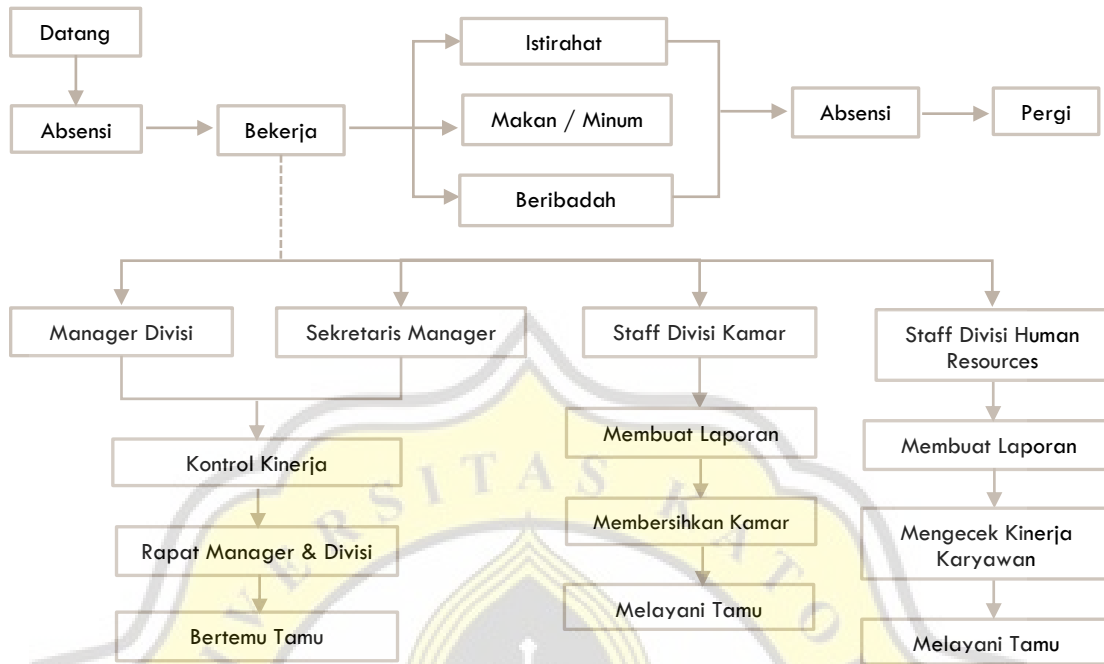 Datang
Istirahat
Absensi
Bekerja
Makan / Minum
Absensi
Pergi
Beribadah
Manager Divisi
Sekretaris Manager
Staff Divisi Kamar
Staff Divisi Human
Resources
Kontrol Kinerja
Membuat Laporan
Membuat Laporan
Rapat Manager & Divisi
Membersihkan Kamar
Mengecek Kinerja
Karyawan
Bertemu Tamu
Melayani Tamu
Melayani Tamu
VERSITAS KATO